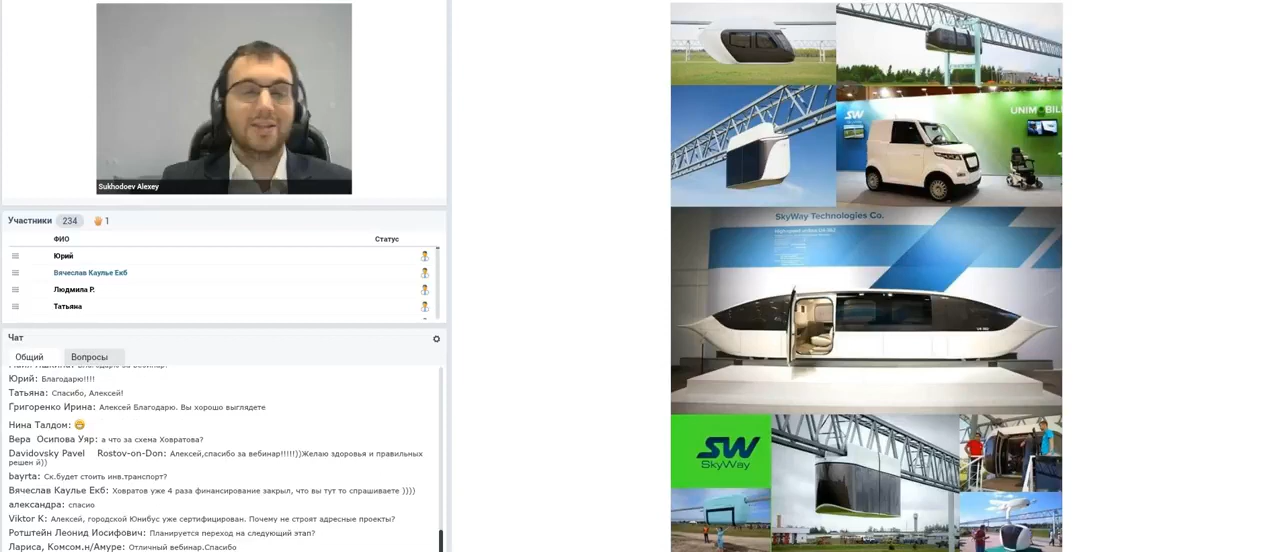 Sukhodoev Alexey
Участники 234 1
ФИО Статус
Юрий
Вячеслав Каулье Екб
Людмила Р.
Татьяна
Чат
Общий Вопросы
Юрий: Благодарю!!!!
Татьяна: Спасибо, Алексей!
Григоренко Ирина: Алексей Благодарю. Вы хорошо выглядете
Нина Талдом:
Вера Осипова Уяр: а что за схема Ховратова?
Davidovsky Pavel Rostov-on-Don: Алексей,спасибо за вебинар!!!!!))Желаю здоровья и правильных
решен й))
bayrta: Ск.будет стоить инв.транспорт?
Вячеслав Каулье Екб: Ховратов уже 4 раза финансирование закрыл, что вы тут то спрашиваете ))))
александра: спасио
Viktor K: Алексей, городской Юнибус уже сертифицирован. Почему не строят адресные проекты?
Ротштейн Леонид Иосифович: Планируется переход на следующий этап?
Лариса, Комсом.н/Амуре: Отличный вебинар.Спасибо
SW
UNIMOBIL
SkyWay Technologies Co.
SW
SkyWay